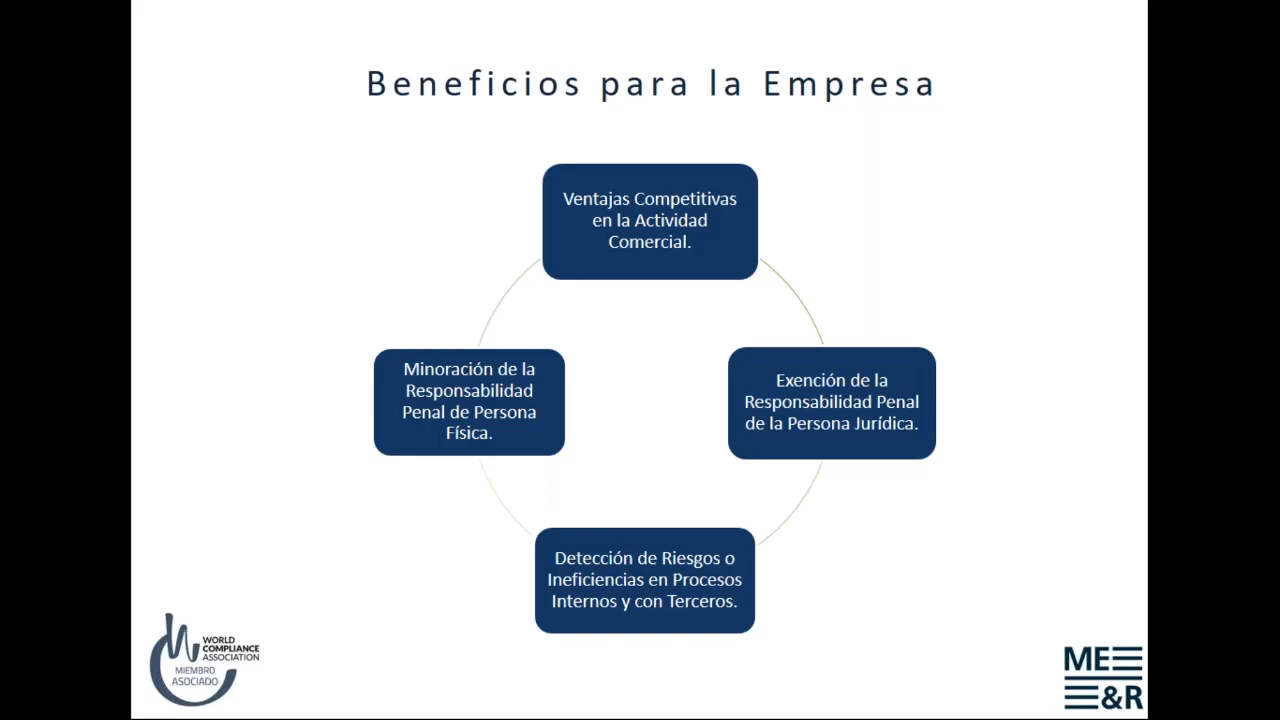 Beneficios para la Empresa
Ventajas Competitivas
en la Actividad
Comercial.
Minoración de la
Responsabilidad
Penal de Persona
Física.
Exención de la
Responsabilidad Penal
de la Persona Jurídica.
Detección de Riesgos o
Ineficiencias en Procesos
Internos y con Terceros.
WORLD
COMPLIANCE
ASSOCIATION
MIEMBRO
ASOCIADO
ME
&R